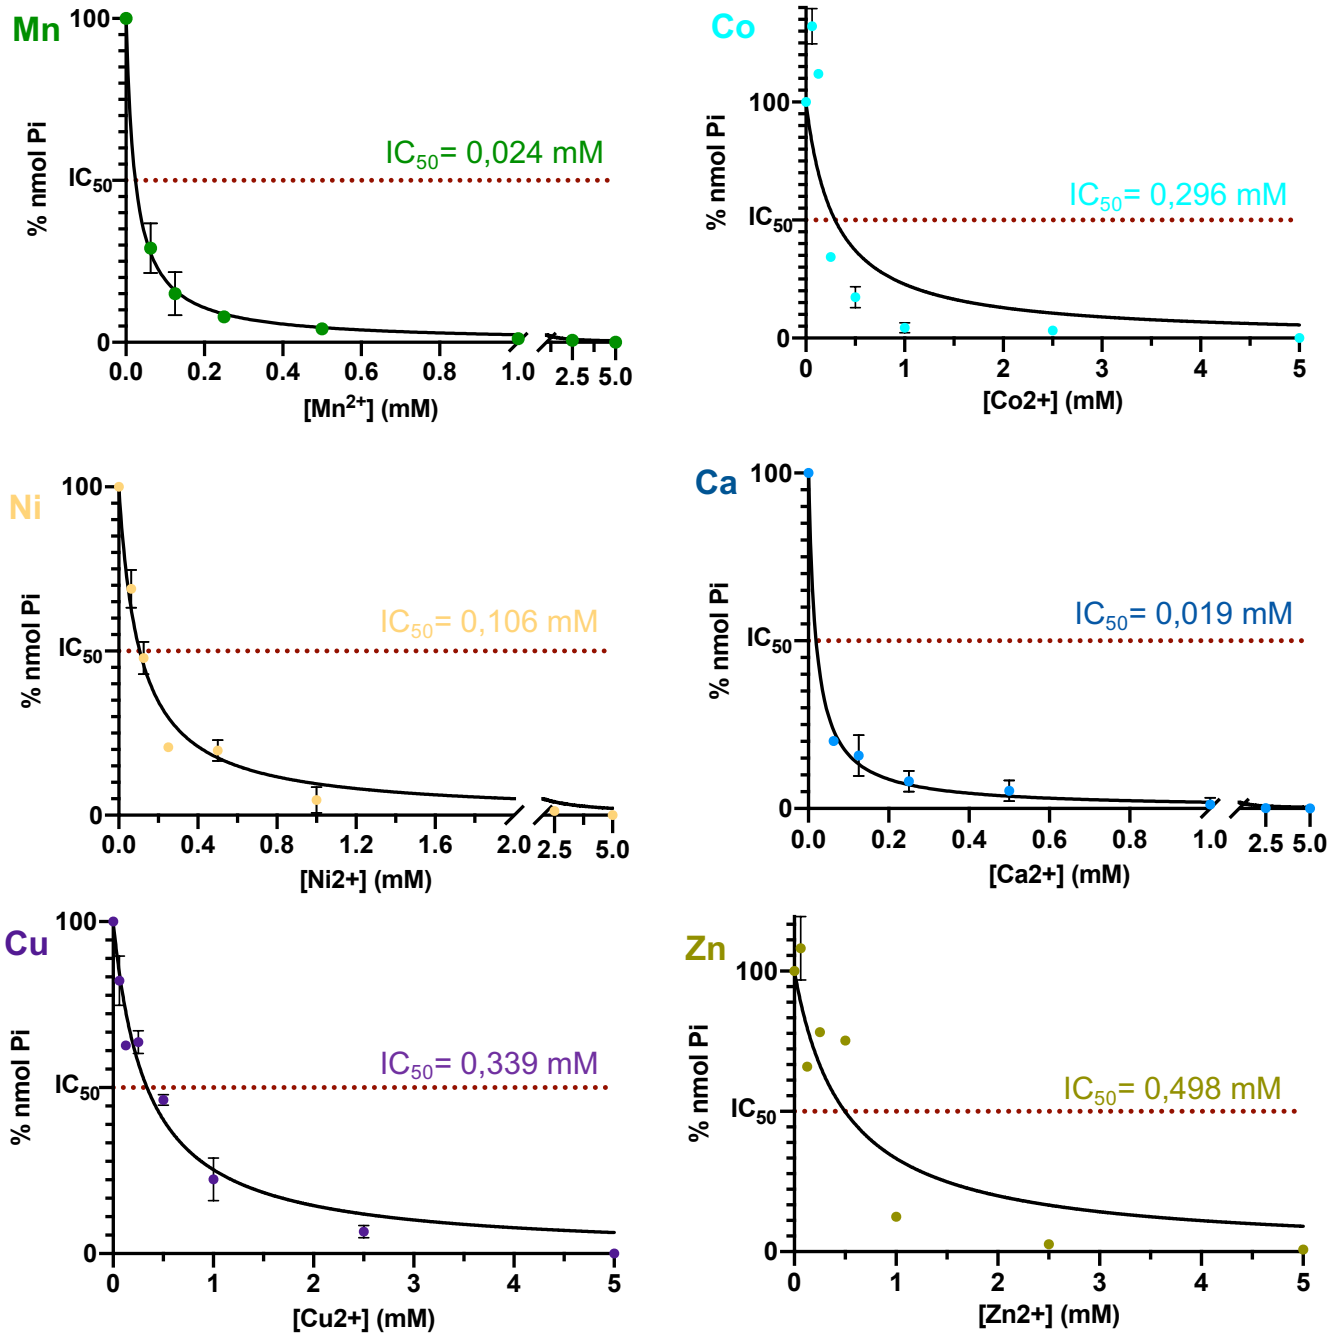 Mn
100
% nmol Pi
IC₅₀= 0,024 mM
IC₅₀
0
0.0 0.2 0.4 0.6 0.8 1.0 2.5 5.0
[Mn²⁺] (mM)
Co
100
% nmol Pi
IC₅₀= 0,296 mM
IC₅₀
0
0 1 2 3 4 5
[Co2+] (mM)
Ni
100
% nmol Pi
IC₅₀= 0,106 mM
IC₅₀
0
0.0 0.4 0.8 1.2 1.6 2.0 2.5 5.0
[Ni2+] (mM)
Ca
100
% nmol Pi
IC₅₀= 0,019 mM
IC₅₀
0
0.0 0.2 0.4 0.6 0.8 1.0 2.5 5.0
[Ca2+] (mM)
Cu
100
% nmol Pi
IC₅₀= 0,339 mM
IC₅₀
0
0 1 2 3 4 5
[Cu2+] (mM)
Zn
100
% nmol Pi
IC₅₀= 0,498 mM
IC₅₀
0
0 1 2 3 4 5
[Zn2+] (mM)